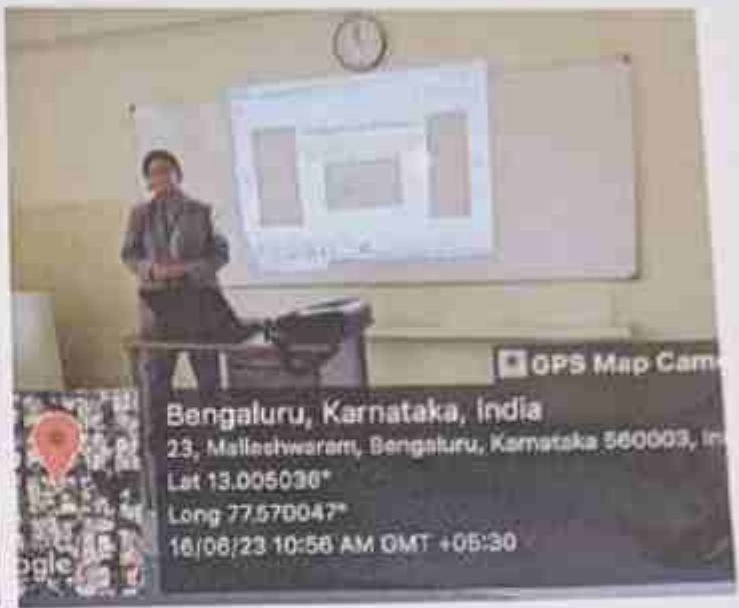 GPS Map Cam
Bengaluru, Karnataka, India
23, Malleshwaram, Bengaluru, Karnataka 560003, In
Lat 13.005036°
Long 77.570047°
16/06/23 10:56 AM GMT +05:30
ogle